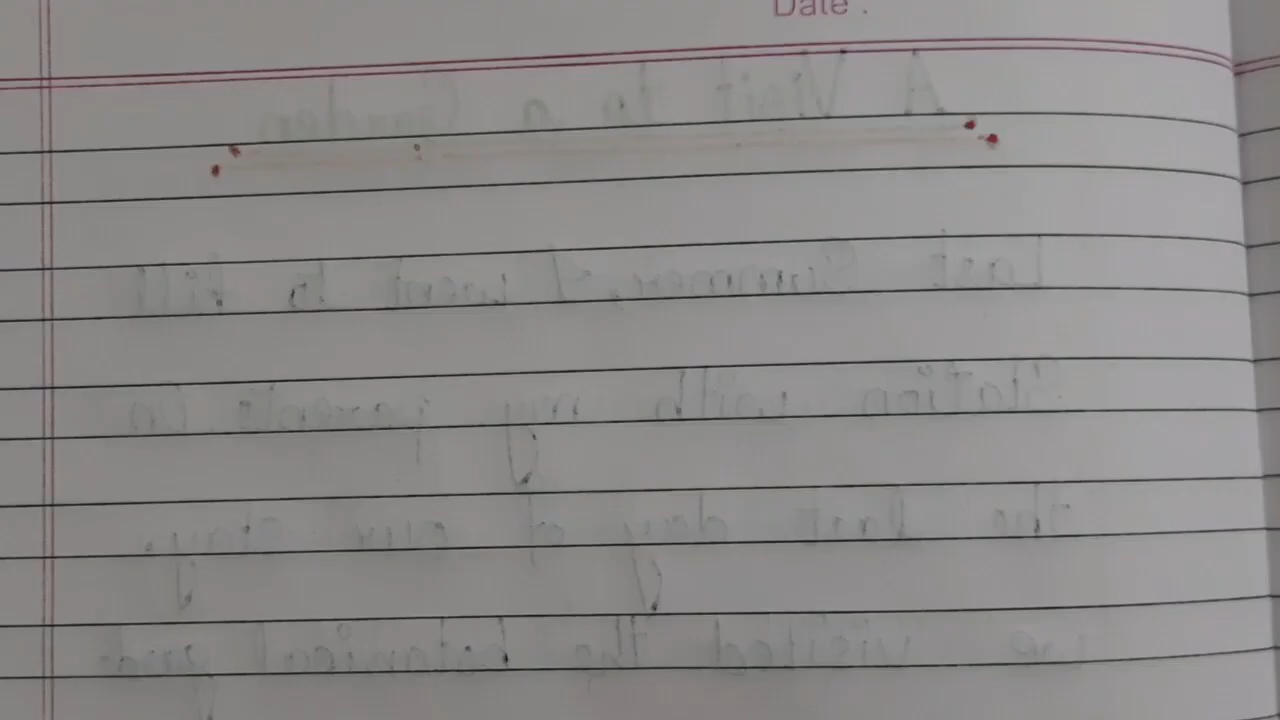 Date :
A Visit to a Garden
Last Summer, I went to hill
Station with my parents On
the last day of our stay,
we visited the botanical